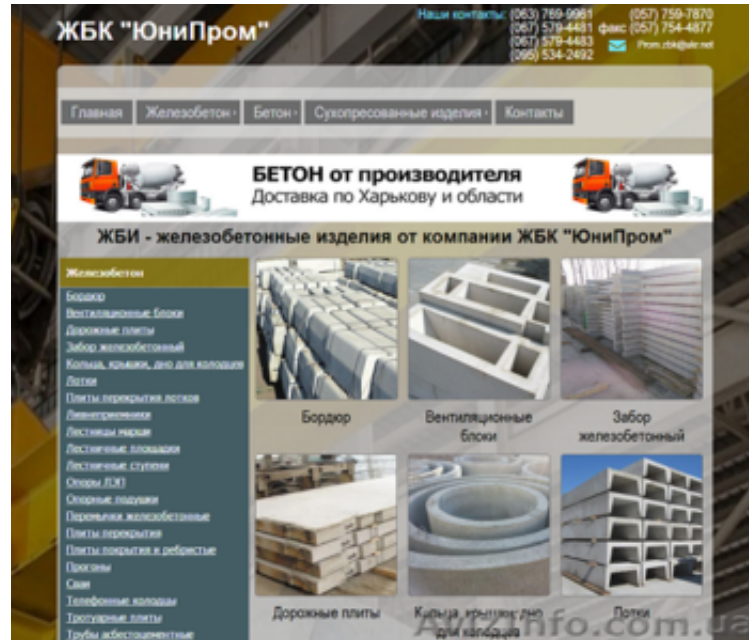 ЖБК "ЮниПром"
Наши контакты: (063) 769-9961 (057) 759-7870
(067) 579-4481 факс (057) 754-4877
(067) 579-4483
(095) 534-2492
Главная Железобетон Бетон Сухопресованные изделия Контакты
БЕТОН от производителя
Доставка по Харькову и области
ЖБИ - железобетонные изделия от компании ЖБК "ЮниПром"
Железобетон
Бордюр
Вентиляционные блоки
Дорожные плиты
Забор железобетонный
Кольца, крышки, дно для колодцев
Лотки
Плиты перекрытия лотков
Ливнеприемники
Лестницы марши
Лестничные площадки
Лестничные ступени
Опоры ЛЭП
Опорные подушки
Перемычки железобетонные
Плиты перекрытия
Плиты покрытия и ребристые
Прогоны
Сваи
Телефонные колодцы
Тротуарные плиты
Трубы асбестоцементные
Бордюр
Вентиляционные
блоки
Забор
железобетонный
Дорожные плиты
Кольца, крышки, дно
для колодцев
Лотки
AvizInfo.com.ua